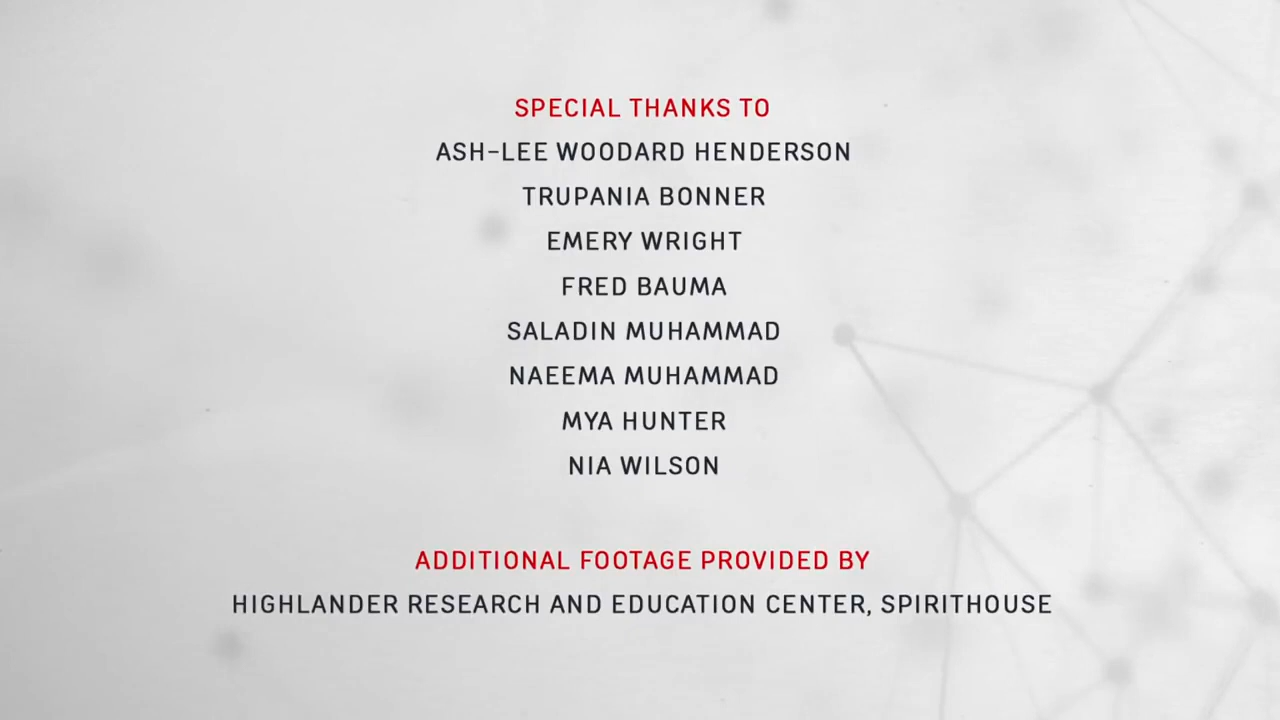 SPECIAL THANKS TO
ASH-LEE WOODARD HENDERSON
TRUPANIA BONNER
EMERY WRIGHT
FRED BAUMA
SALADIN MUHAMMAD
NAEEMA MUHAMMAD
MYA HUNTER
NIA WILSON
ADDITIONAL FOOTAGE PROVIDED BY
HIGHLANDER RESEARCH AND EDUCATION CENTER, SPIRITHOUSE